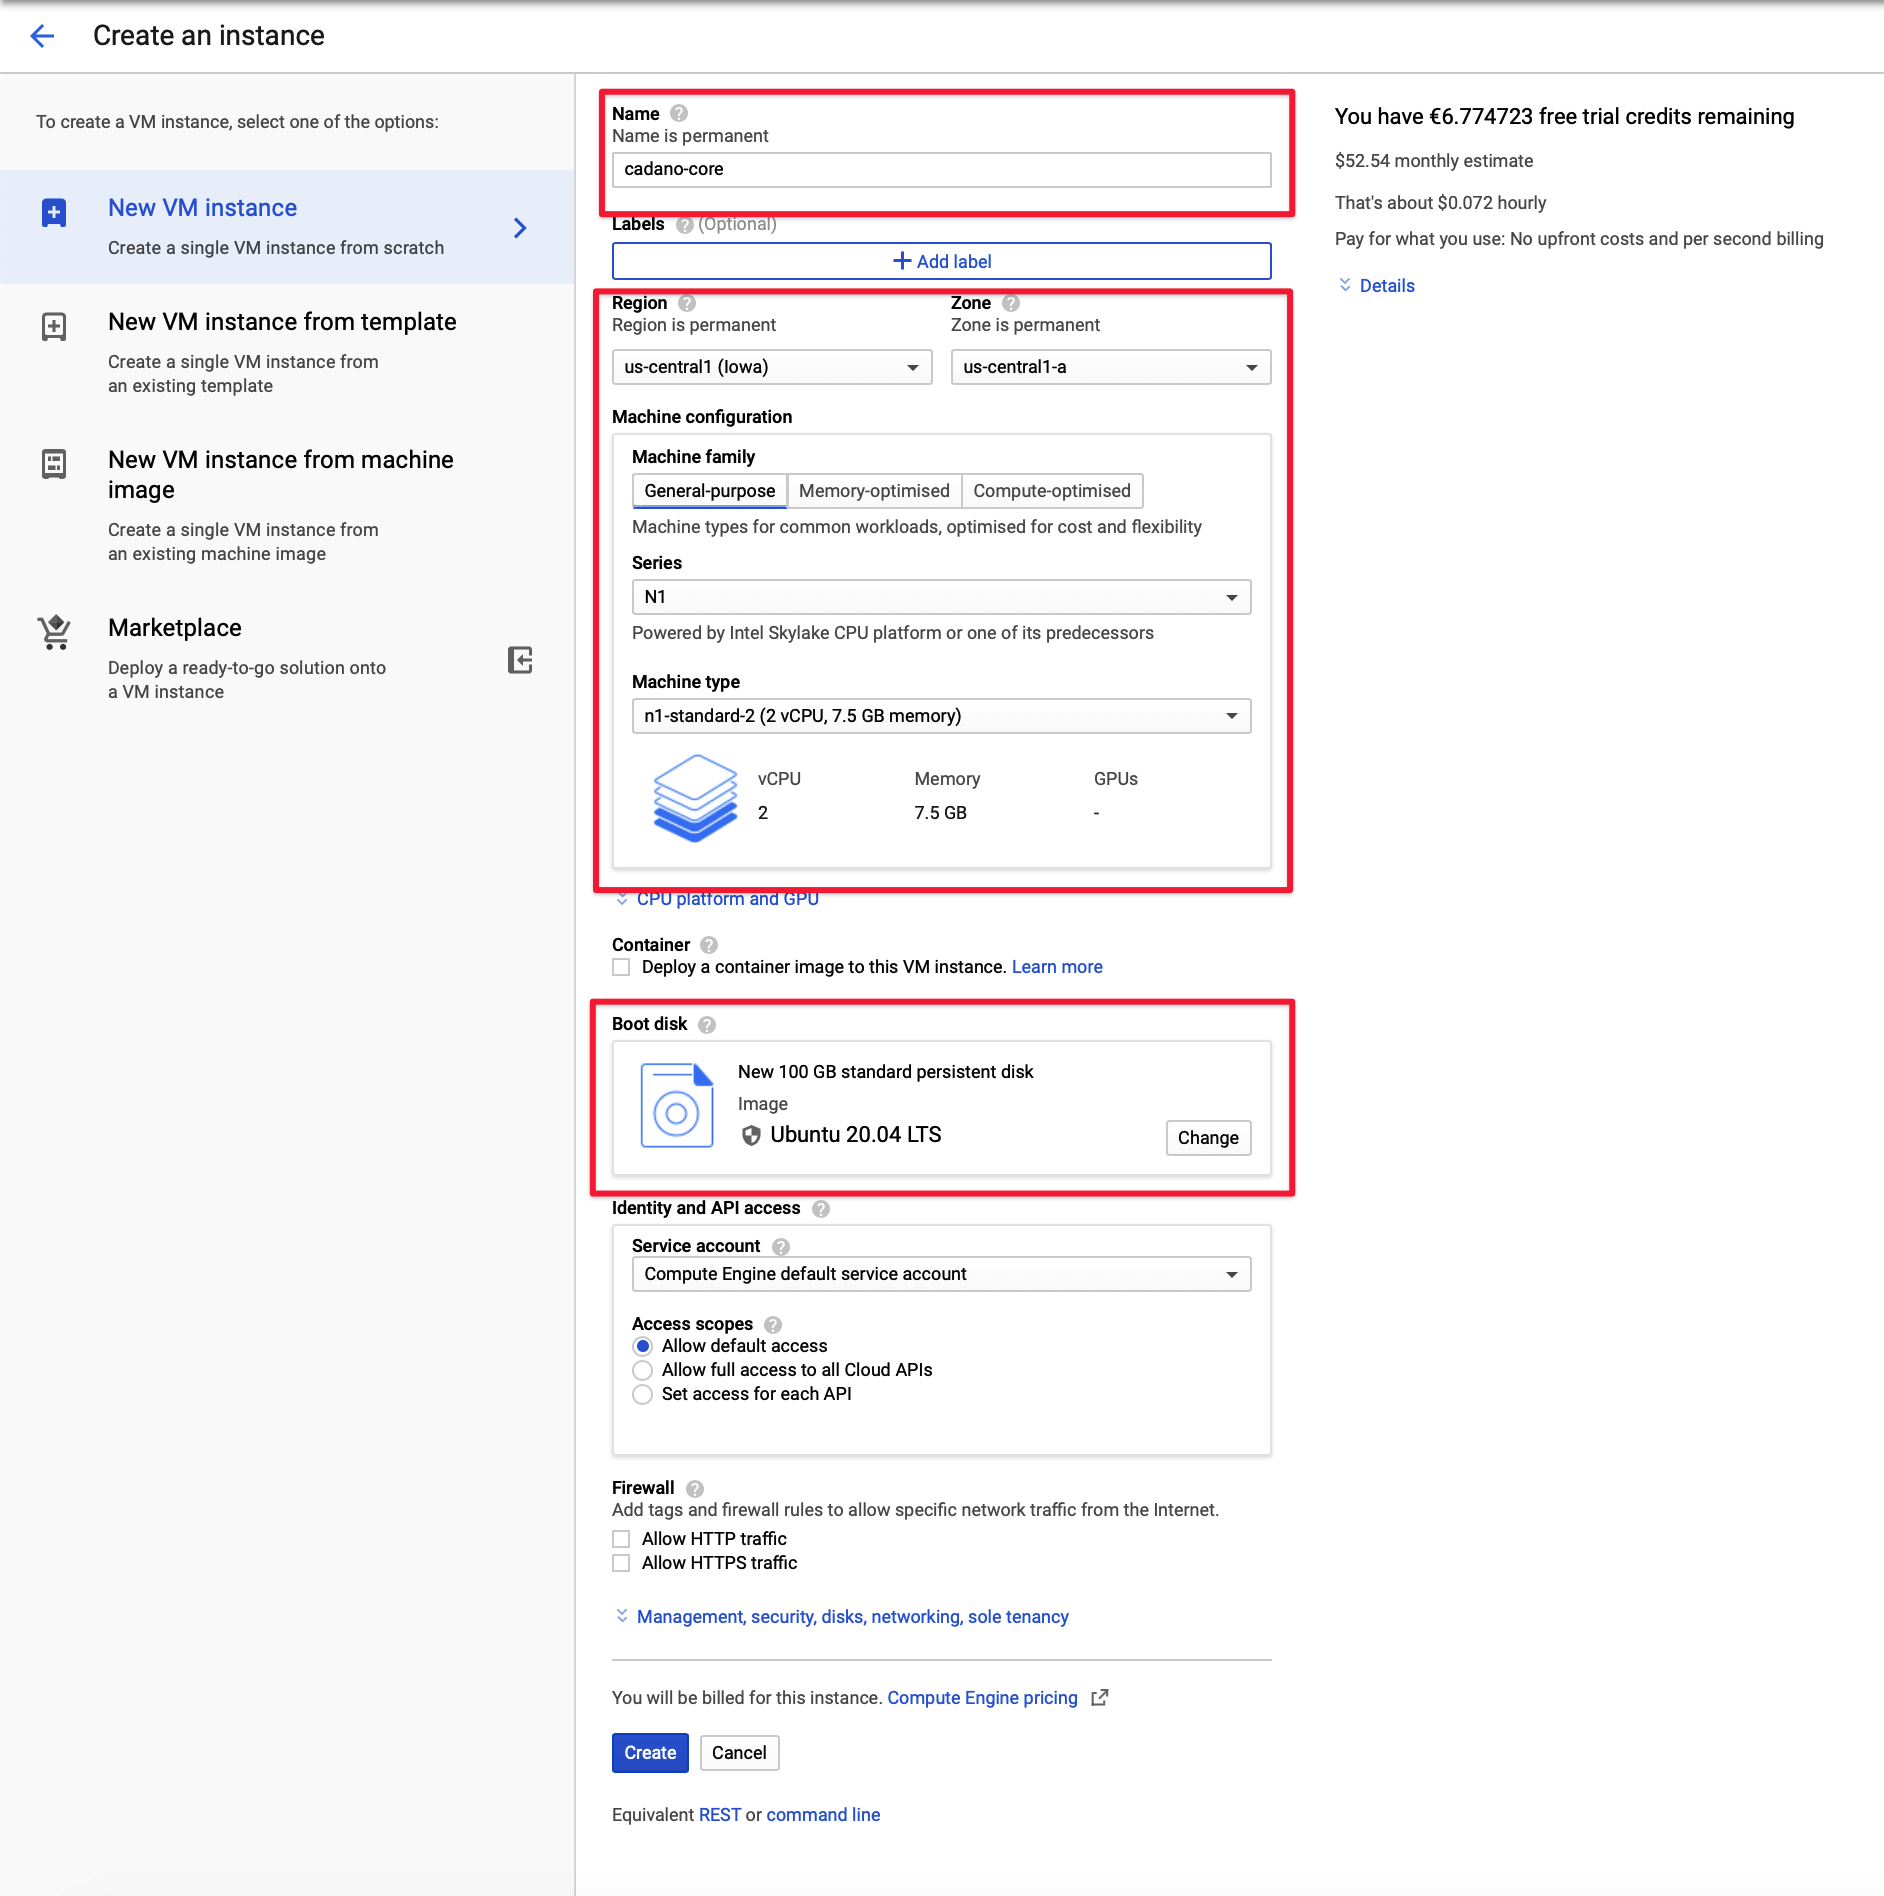 Create an instance
To create a VM instance, select one of the options:
New VM instance
Create a single VM instance from scratch
New VM instance from template
Create a single VM instance from
an existing template
New VM instance from machine
image
Create a single VM instance from
an existing machine image
Marketplace
Deploy a ready-to-go solution onto
a VM instance
Name
Name is permanent
cadano-core
Labels (Optional)
Add label
Region
Region is permanent
us-central1 (Iowa)
Zone
Zone is permanent
us-central1-a
Machine configuration
Machine family
General-purpose Memory-optimised Compute-optimised
Machine types for common workloads, optimised for cost and flexibility
Series
N1
Powered by Intel Skylake CPU platform or one of its predecessors
Machine type
n1-standard-2 (2 vCPU, 7.5 GB memory)
vCPU Memory GPUs
2 7.5 GB -
CPU platform and GPU
Container
Deploy a container image to this VM instance. Learn more
Boot disk
New 100 GB standard persistent disk
Image
Ubuntu 20.04 LTS
Change
Identity and API access
Service account
Compute Engine default service account
Access scopes
Allow default access
Allow full access to all Cloud APIs
Set access for each API
Firewall
Add tags and firewall rules to allow specific network traffic from the Internet.
Allow HTTP traffic
Allow HTTPS traffic
Management, security, disks, networking, sole tenancy
You will be billed for this instance. Compute Engine pricing
Create Cancel
Equivalent REST or command line
You have €6.774723 free trial credits remaining
$52.54 monthly estimate
That's about $0.072 hourly
Pay for what you use: No upfront costs and per second billing
Details